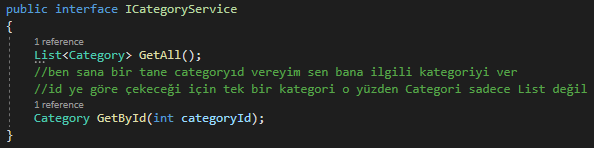 public interface ICategoryService
{
1 reference
List<Category> GetAll();
//ben sana bir tane categoryıd vereyim sen bana ilgili kategoriyi ver
//id ye göre çekeceği için tek bir kategori o yüzden Categori sadece List değil
1 reference
Category GetById(int categoryId);
}